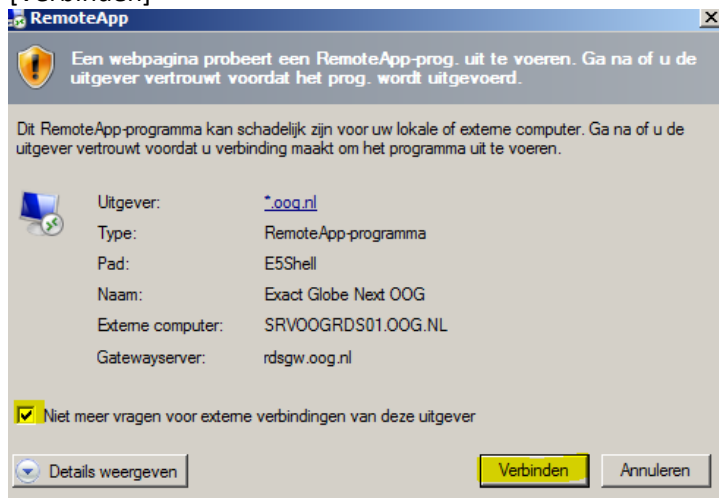 [Verbinden]
RemoteApp
Een webpagina probeert een RemoteApp-prog. uit te voeren. Ga na of u de
uitgever vertrouwt voordat het prog. wordt uitgevoerd.
Dit RemoteApp-programma kan schadelijk zijn voor uw lokale of externe computer. Ga na of u de
uitgever vertrouwt voordat u verbinding maakt om het programma uit te voeren.
Uitgever: *.oog.nl
Type: RemoteApp-programma
Pad: E5Shell
Naam: Exact Globe Next OOG
Externe computer: SRVOOGRDS01.OOG.NL
Gatewayserver: rdsgw.oog.nl
Niet meer vragen voor externe verbindingen van deze uitgever
Details weergeven Verbinden Annuleren